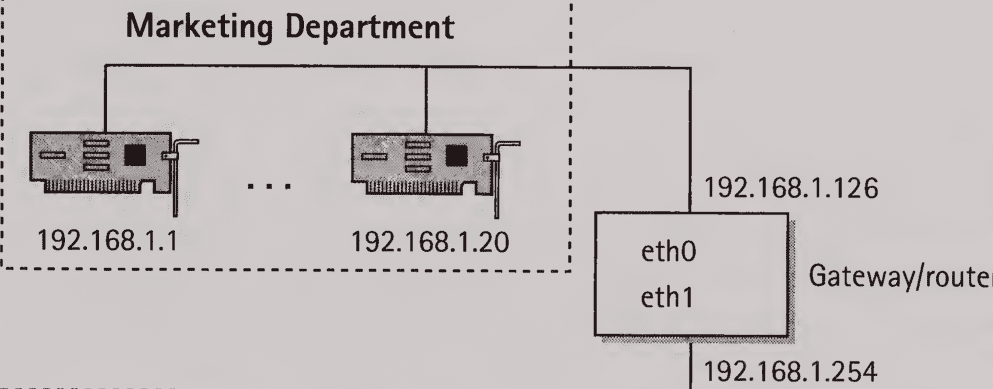 Marketing Department
192.168.1.126
...
192.168.1.1
192.168.1.20
eth0
eth1
Gateway/router
192.168.1.254